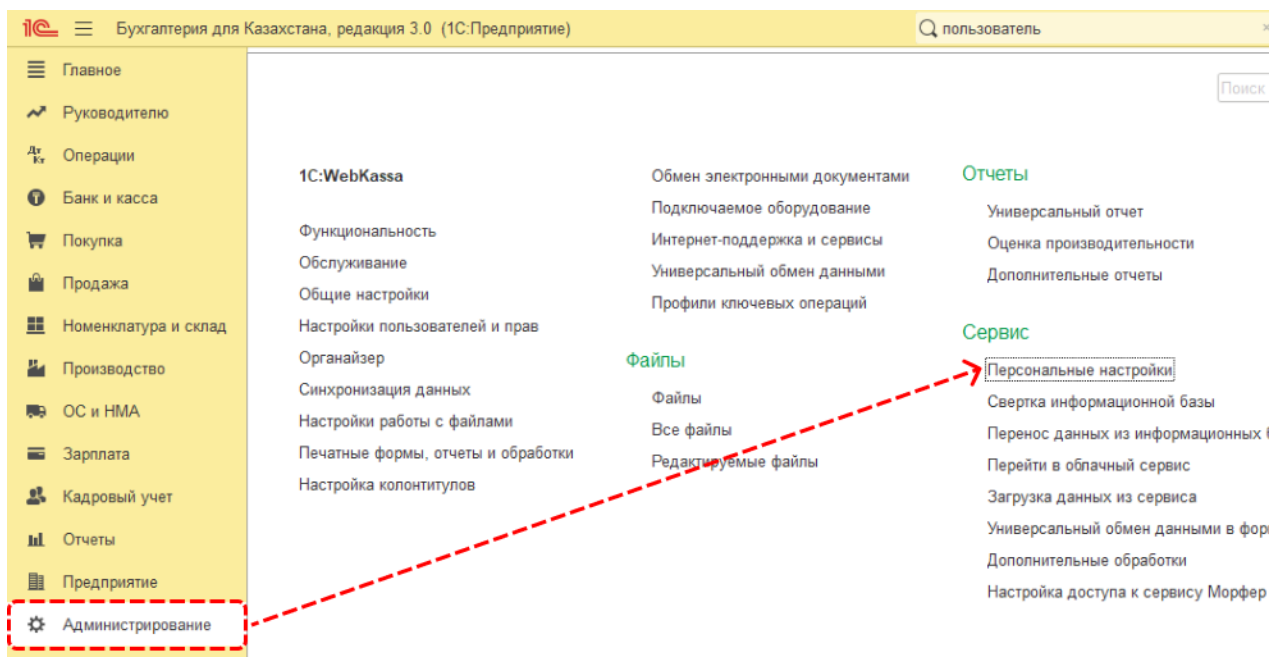 1С Бухгалтерия для Казахстана, редакция 3.0 (1С:Предприятие) пользователь ×
Главное
Руководителю
Дт Кт Операции
Банк и касса
Покупка
Продажа
Номенклатура и склад
Производство
ОС и НМА
Зарплата
Кадровый учет
Отчеты
Предприятие
Администрирование
Поиск
1С:WebKassa
Функциональность
Обслуживание
Общие настройки
Настройки пользователей и прав
Органайзер
Синхронизация данных
Настройки работы с файлами
Печатные формы, отчеты и обработки
Настройка колонтитулов
Обмен электронными документами
Подключаемое оборудование
Интернет-поддержка и сервисы
Универсальный обмен данными
Профили ключевых операций
Файлы
Файлы
Все файлы
Редактируемые файлы
Отчеты
Универсальный отчет
Оценка производительности
Дополнительные отчеты
Сервис
Персональные настройки
Свертка информационной базы
Перенос данных из информационных
Перейти в облачный сервис
Загрузка данных из сервиса
Универсальный обмен данными в
Дополнительные обработки
Настройка доступа к сервису Морфер